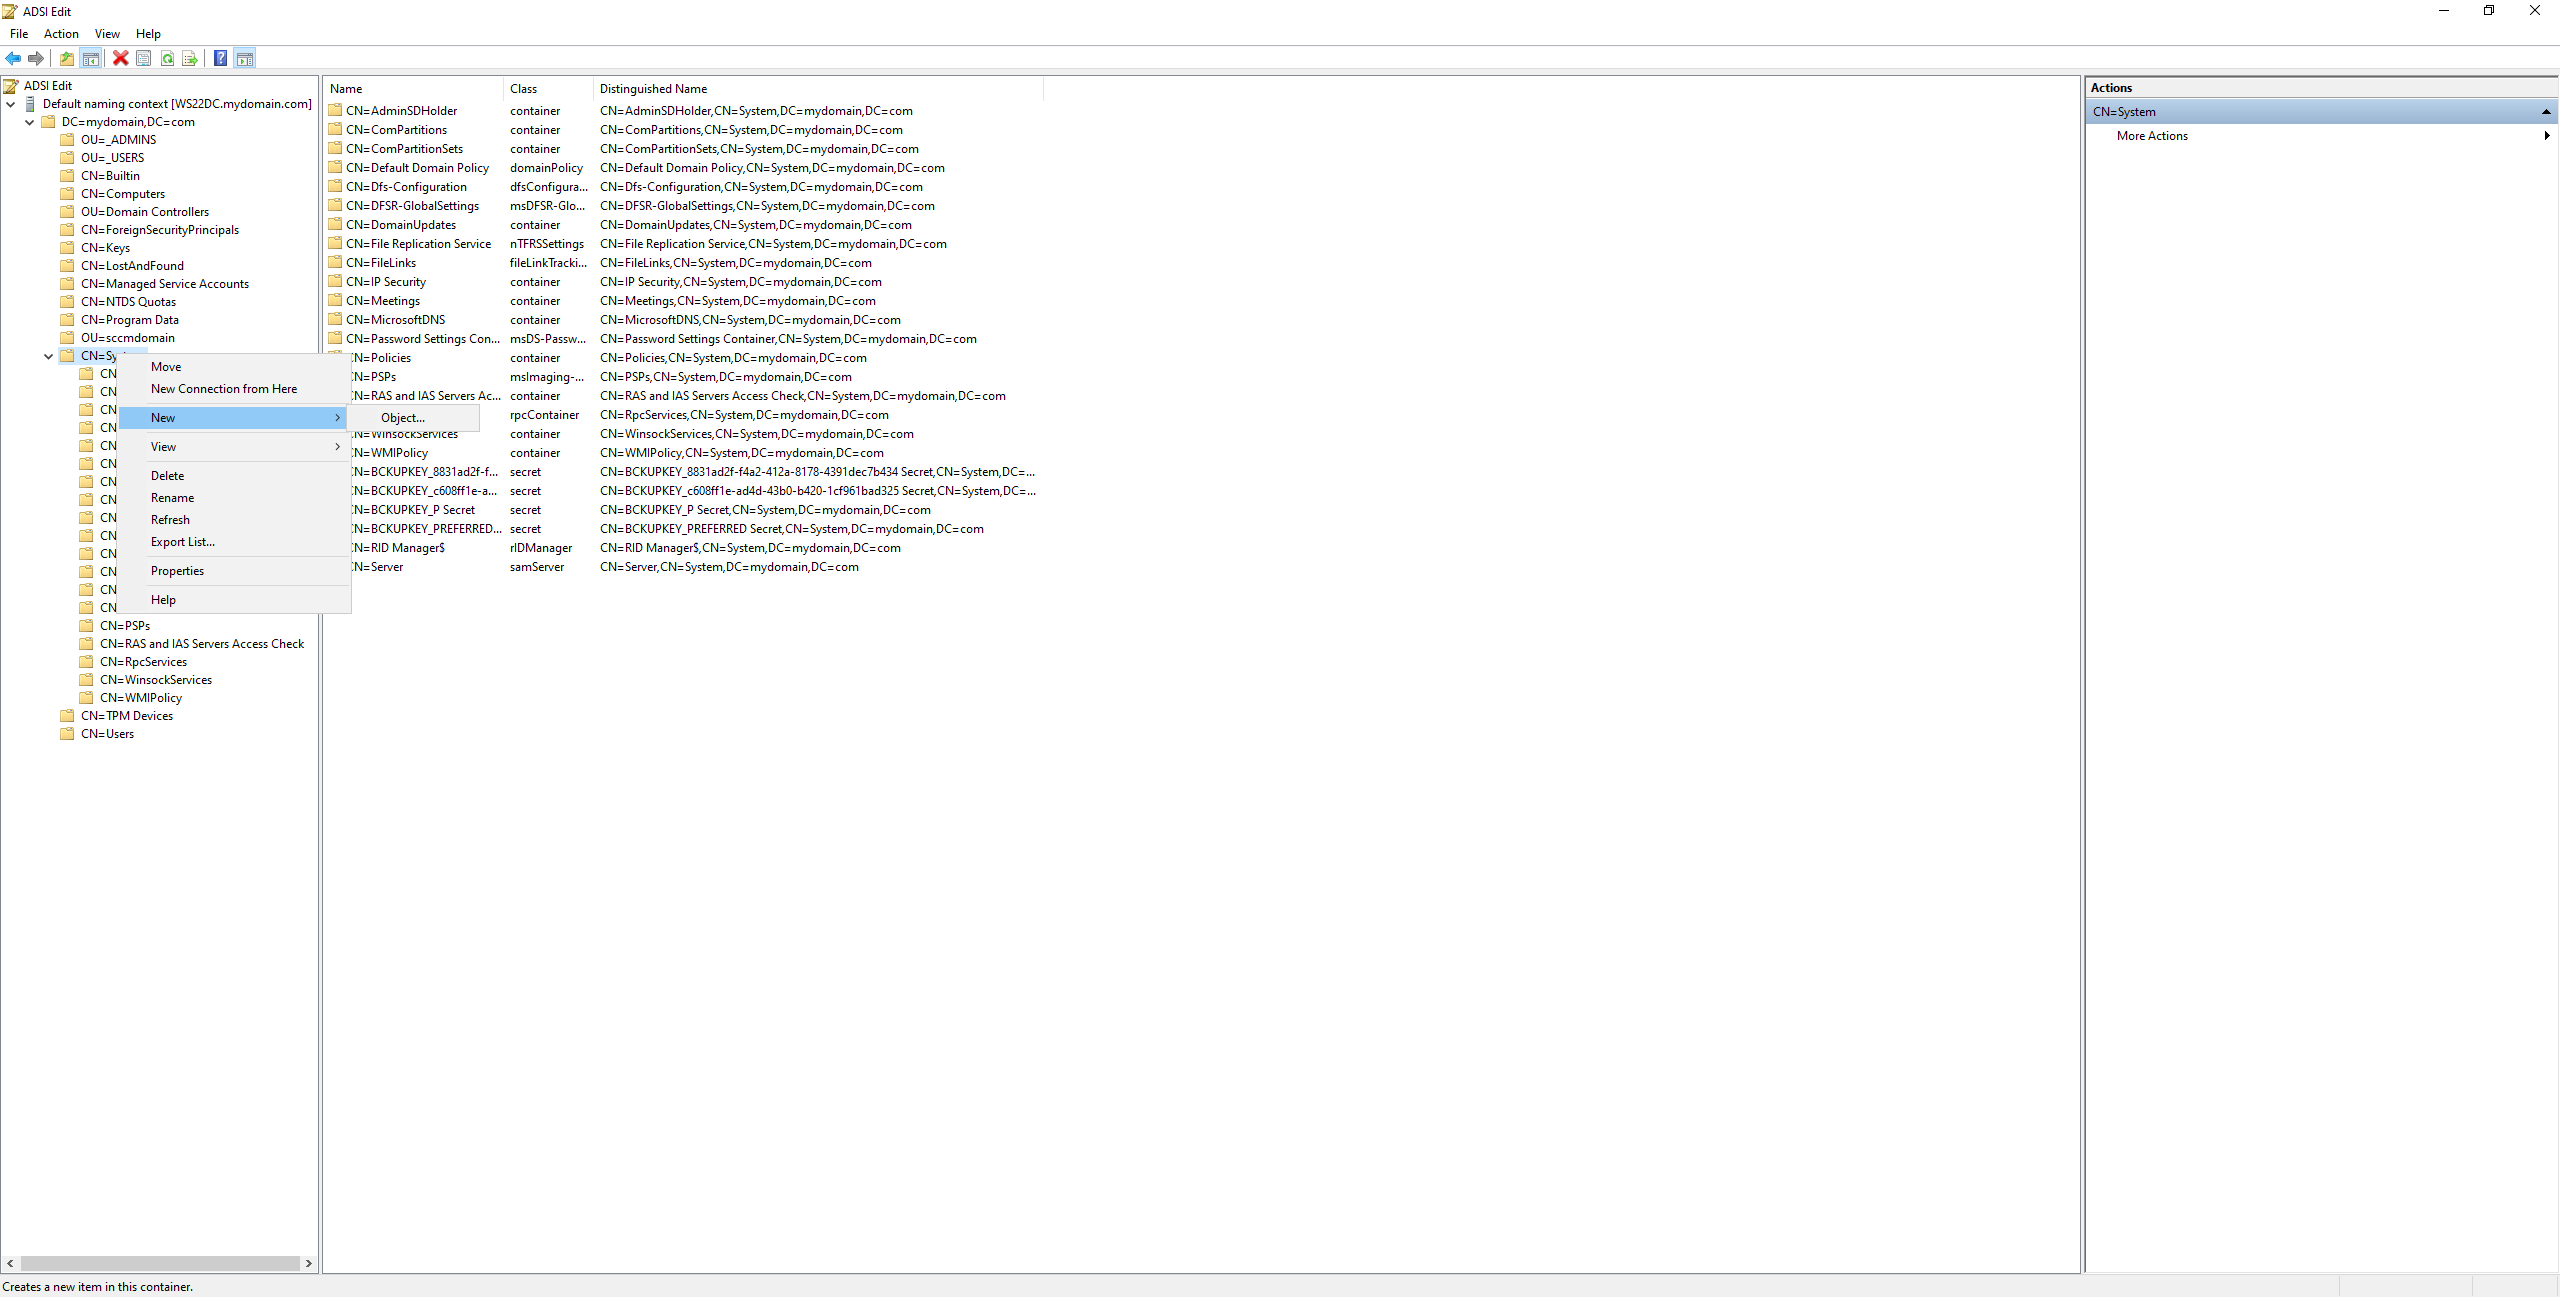 ADSI Edit
File Action View Help
ADSI Edit
Default naming context [WS22DC.mydomain.com]
DC=mydomain,DC=com
OU=_ADMINS
OU=_USERS
CN=Builtin
CN=Computers
OU=Domain Controllers
CN=ForeignSecurityPrincipals
CN=Keys
CN=LostAndFound
CN=Managed Service Accounts
CN=NTDS Quotas
CN=Program Data
OU=sccmdomain
CN=Sy
CN
CN
CN
CN
CN
CN
CN
CN
CN
CN
CN
CN
CN
CN
CN=PSPs
CN=RAS and IAS Servers Access Check
CN=RpcServices
CN=WinsockServices
CN=WMIPolicy
CN=TPM Devices
CN=Users
Move
New Connection from Here
New
View
Delete
Rename
Refresh
Export List...
Properties
Help
Object...
Name Class Distinguished Name
CN=AdminSDHolder container CN=AdminSDHolder,CN=System,DC=mydomain,DC=com
CN=ComPartitions container CN=ComPartitions,CN=System,DC=mydomain,DC=com
CN=ComPartitionSets container CN=ComPartitionSets,CN=System,DC=mydomain,DC=com
CN=Default Domain Policy domainPolicy CN=Default Domain Policy,CN=System,DC=mydomain,DC=com
CN=Dfs-Configuration dfsConfigura... CN=Dfs-Configuration,CN=System,DC=mydomain,DC=com
CN=DFSR-GlobalSettings msDFSR-Glo... CN=DFSR-GlobalSettings,CN=System,DC=mydomain,DC=com
CN=DomainUpdates container CN=DomainUpdates,CN=System,DC=mydomain,DC=com
CN=File Replication Service nTFRSSettings CN=File Replication Service,CN=System,DC=mydomain,DC=com
CN=FileLinks fileLinkTracki... CN=FileLinks,CN=System,DC=mydomain,DC=com
CN=IP Security container CN=IP Security,CN=System,DC=mydomain,DC=com
CN=Meetings container CN=Meetings,CN=System,DC=mydomain,DC=com
CN=MicrosoftDNS container CN=MicrosoftDNS,CN=System,DC=mydomain,DC=com
CN=Password Settings Con... msDS-Passw... CN=Password Settings Container,CN=System,DC=mydomain,DC=com
CN=Policies container CN=Policies,CN=System,DC=mydomain,DC=com
CN=PSPs msImaging-... CN=PSPs,CN=System,DC=mydomain,DC=com
CN=RAS and IAS Servers Ac... container CN=RAS and IAS Servers Access Check,CN=System,DC=mydomain,DC=com
rpcContainer CN=RpcServices,CN=System,DC=mydomain,DC=com
CN=WinsockServices container CN=WinsockServices,CN=System,DC=mydomain,DC=com
CN=WMIPolicy container CN=WMIPolicy,CN=System,DC=mydomain,DC=com
CN=BCKUPKEY_8831ad2f-f... secret CN=BCKUPKEY_8831ad2f-f4a2-412a-8178-4391dec7b434 Secret,CN=System,DC=...
CN=BCKUPKEY_c608ff1e-a... secret CN=BCKUPKEY_c608ff1e-ad4d-43b0-b420-1cf961bad325 Secret,CN=System,DC=...
CN=BCKUPKEY_P Secret secret CN=BCKUPKEY_P Secret,CN=System,DC=mydomain,DC=com
CN=BCKUPKEY_PREFERRED... secret CN=BCKUPKEY_PREFERRED Secret,CN=System,DC=mydomain,DC=com
CN=RID Manager$ rIDManager CN=RID Manager$,CN=System,DC=mydomain,DC=com
CN=Server samServer CN=Server,CN=System,DC=mydomain,DC=com
Actions
CN=System
More Actions
Creates a new item in this container.